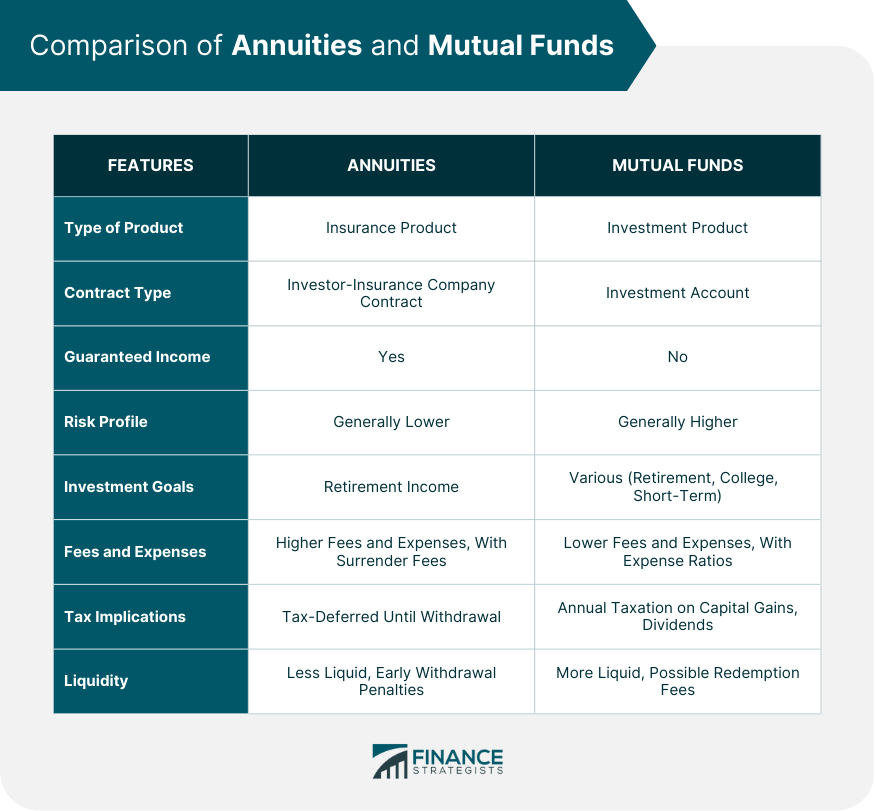 Comparison of Annuities and Mutual Funds
FEATURES
ANNUITIES
MUTUAL FUNDS
Type of Product
Insurance Product
Investment Product
Contract Type
Investor-Insurance Company
Contract
Investment Account
Guaranteed Income
Yes
No
Risk Profile
Generally Lower
Generally Higher
Investment Goals
Retirement Income
Various (Retirement, College,
Short-Term)
Fees and Expenses
Higher Fees and Expenses, With
Surrender Fees
Lower Fees and Expenses, With
Expense Ratios
Tax Implications
Tax-Deferred Until Withdrawal
Annual Taxation on Capital Gains,
Dividends
Liquidity
Less Liquid, Early Withdrawal
Penalties
More Liquid, Possible Redemption
Fees
FINANCE
STRATEGISTS